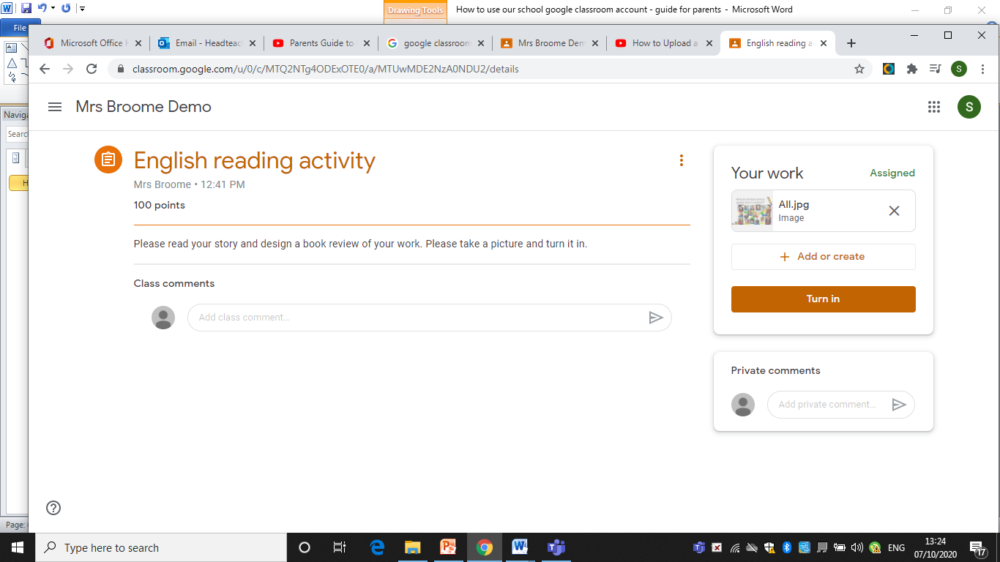 Drawing Tools
How to use our school google classroom account - guide for parents - Microsoft Word
File
Microsoft Office H
Email - Headteach
Parents Guide to
google classroom
Mrs Broome Dem
How to Upload a
English reading a
classroom.google.com/u/0/c/MTQ2NTg4ODExOTE0/a/MTUwMDE2NzA0NDU2/details
S
Mrs Broome Demo
S
Naviga
Searc
H
English reading activity
Mrs Broome • 12:41 PM
100 points
Please read your story and design a book review of your work. Please take a picture and turn it in.
Class comments
Add class comment...
Your work
Assigned
All.jpg
Image
+ Add or create
Turn in
Private comments
Add private comment...
Page:
Type here to search
ENG
13:24
07/10/2020
17